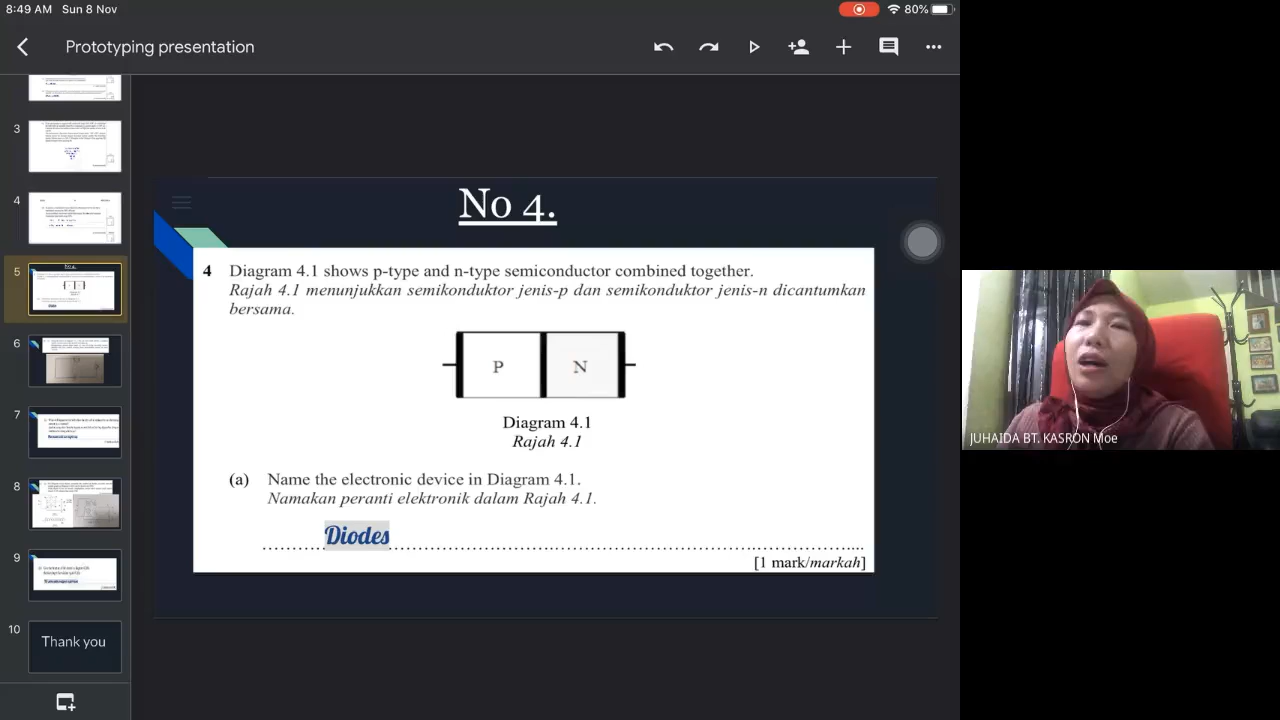 8:49 AM Sun 8 Nov
80%
Prototyping presentation
3
4
5
6
7
8
9
10
Thank you
No 4.
4 Diagram 4.1 shows p-type and n-type semiconductor combined together.
Rajah 4.1 menunjukkan semikonduktor jenis-p dan semikonduktor jenis-n dicantumkan
bersama.
P N
Diagram 4.1
Rajah 4.1
(a) Name the electronic device in Diagram 4.1.
Namakan peranti elektronik dalam Rajah 4.1.
Diodes
[1 mark/markah]
JUHAIDA BT. KASRON Moe